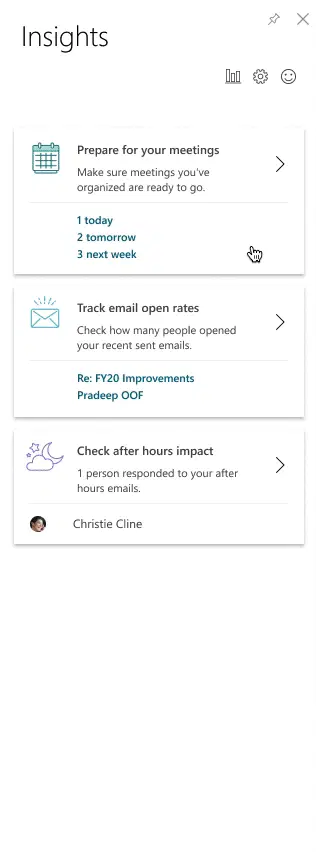 Insights
Prepare for your meetings
Make sure meetings you've
organized are ready to go.
1 today
2 tomorrow
3 next week
Track email open rates
Check how many people opened
your recent sent emails.
Re: FY20 Improvements
Pradeep OOF
Check after hours impact
1 person responded to your after
hours emails.
Christie Cline